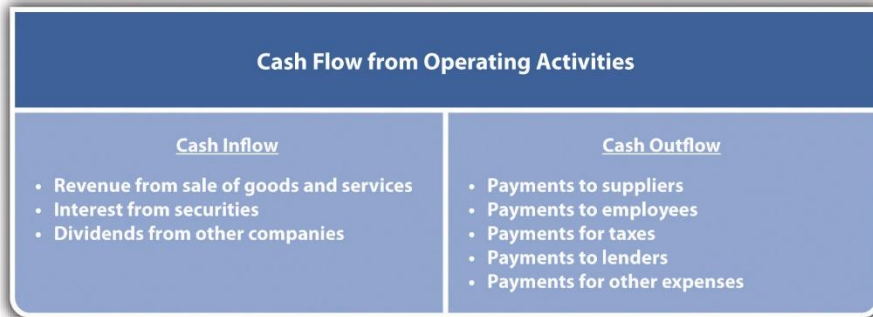 Cash Flow from Operating Activities
Cash Inflow
• Revenue from sale of goods and services
• Interest from securities
• Dividends from other companies
Cash Outflow
• Payments to suppliers
• Payments to employees
• Payments for taxes
• Payments to lenders
• Payments for other expenses